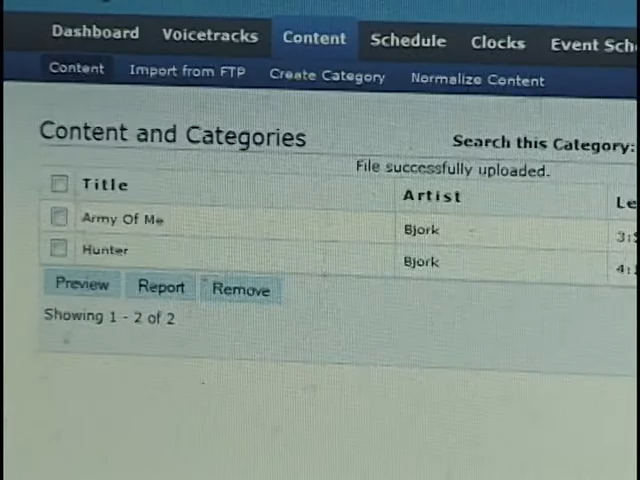 Dashboard Voicetracks Content Schedule Clocks Event
Content Import from FTP Create Category Normalize Content
Content and Categories Search this Category:
File successfully uploaded.
Title Artist
Army Of Me Bjork
Hunter Bjork
Preview Report Remove
Showing 1 - 2 of 2